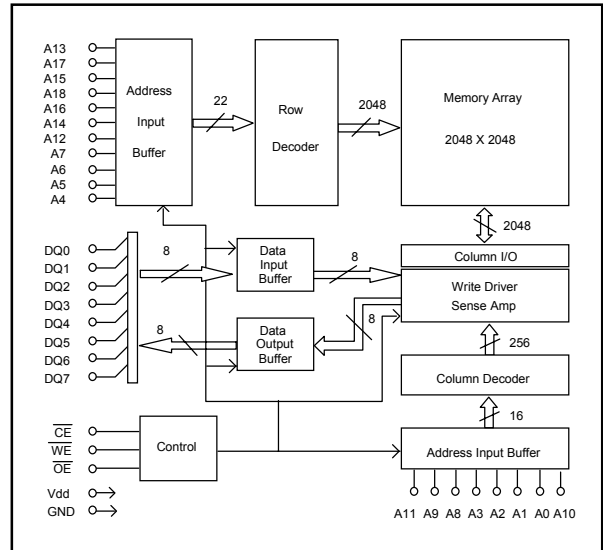 A13
A17
A15
A18
A16
A14
A12
A7
A6
A5
A4
Address
Input
Buffer
22
Row
Decoder
2048
Memory Array
2048 X 2048
2048
Column I/O
Write Driver
Sense Amp
DQ0
DQ1
DQ2
DQ3
DQ4
DQ5
DQ6
DQ7
8
Data
Input
Buffer
8
8
Data
Output
Buffer
8
256
Column Decoder
16
Address Input Buffer
CE
WE
OE
Control
Vdd
GND
A11 A9 A8 A3 A2 A1 A0 A10